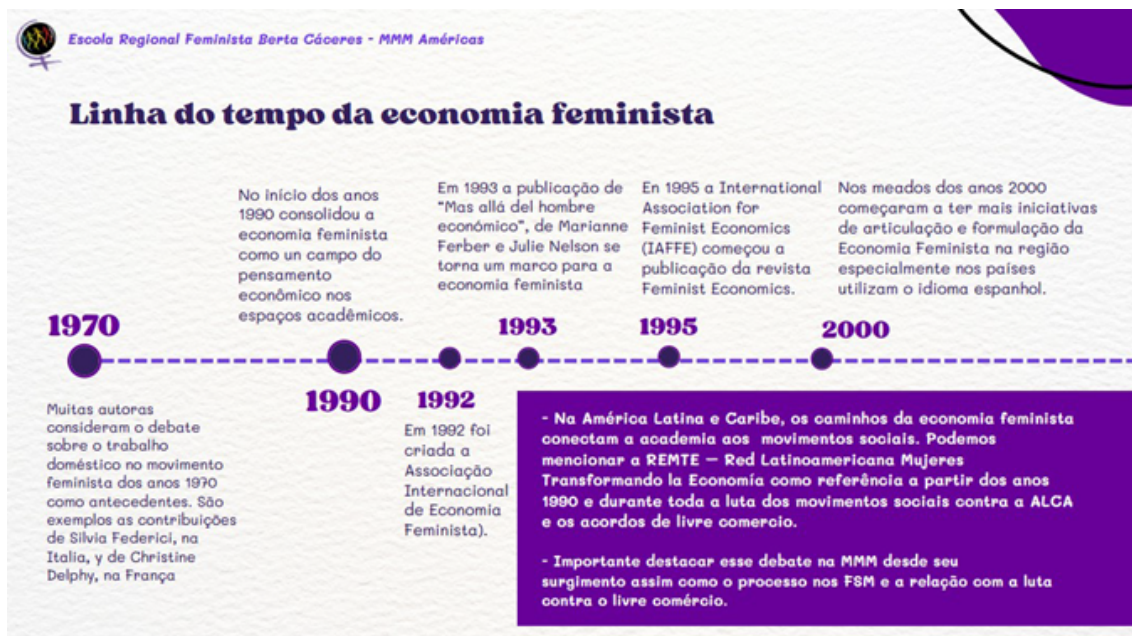 Escola Regional Feminista Berta Cáceres - MMM Américas
Linha do tempo da economia feminista
1970
Muitas autoras
consideram o debate
sobre o trabalho
doméstico no movimento
feminista dos anos 1970
como antecedentes. São
exemplos as contribuições
de Silvia Federici, na
Italia, y de Christine
Delphy, na França
No início dos anos
1990 consolidou a
economia feminista
como un campo do
pensamento
econômico nos
espaços acadêmicos.
1990
1992
Em 1992 foi
criada a
Associação
Internacional
de Economia
Feminista).
Em 1993 a publicação de
"Mas allá del hombre
económico", de Marianne
Ferber e Julie Nelson se
torna um marco para a
economia feminista
1993
En 1995 a International
Association for
Feminist Economics
(IAFFE) começou a
publicação da revista
Feminist Economics.
1995
Nos meados dos anos 2000
começaram a ter mais iniciativas
de articulação e formulação da
Economia Feminista na região
especialmente nos países
utilizam o idioma espanhol.
2000
- Na América Latina e Caribe, os caminhos da economia feminista
conectam a academia aos movimentos sociais. Podemos
mencionar a REMTE – Red Latinoamericana Mujeres
Transformando la Economía como referência a partir dos anos
1990 e durante toda a luta dos movimentos sociais contra a ALCA
e os acordos de livre comercio.
- Importante destacar esse debate na MMM desde seu
surgimento assim como o processo nos FSM e a relação com a luta
contra o livre comércio.